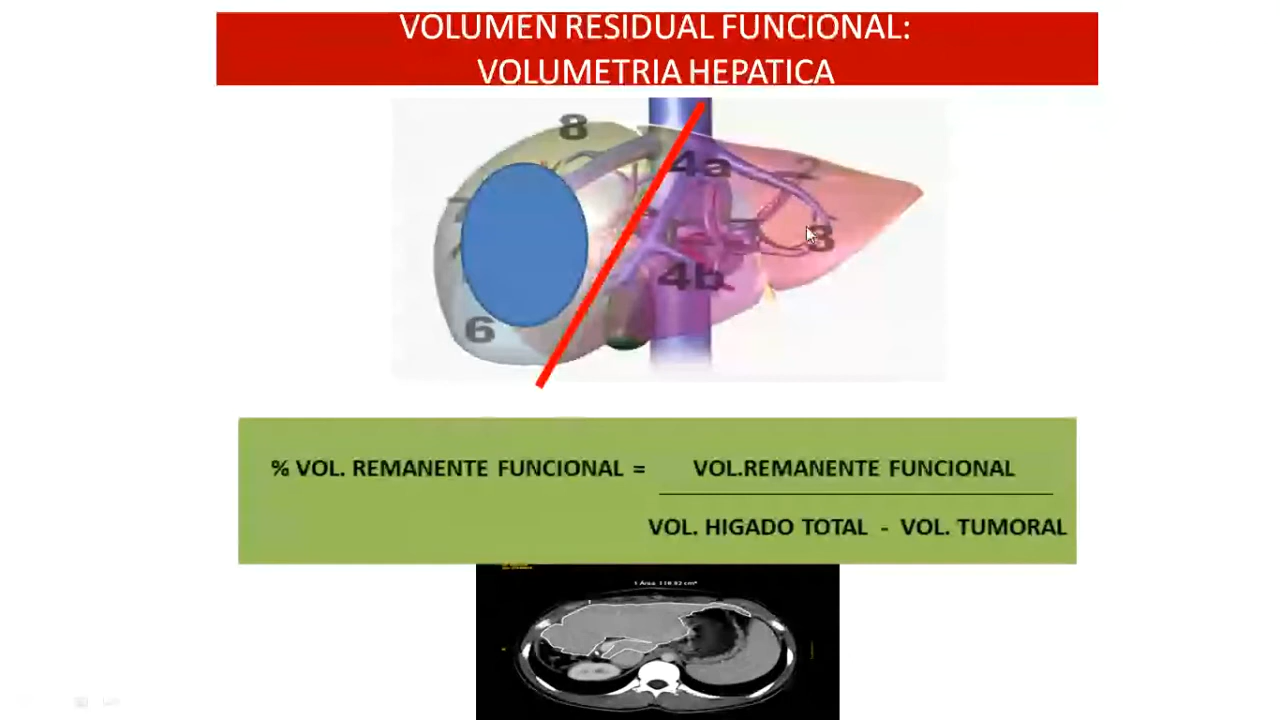 VOLUMEN RESIDUAL FUNCIONAL:
VOLUMETRIA HEPATICA
8
4a
2
7
3
4b
6
% VOL. REMANENTE FUNCIONAL =
VOL.REMANENTE FUNCIONAL
VOL. HIGADO TOTAL - VOL. TUMORAL